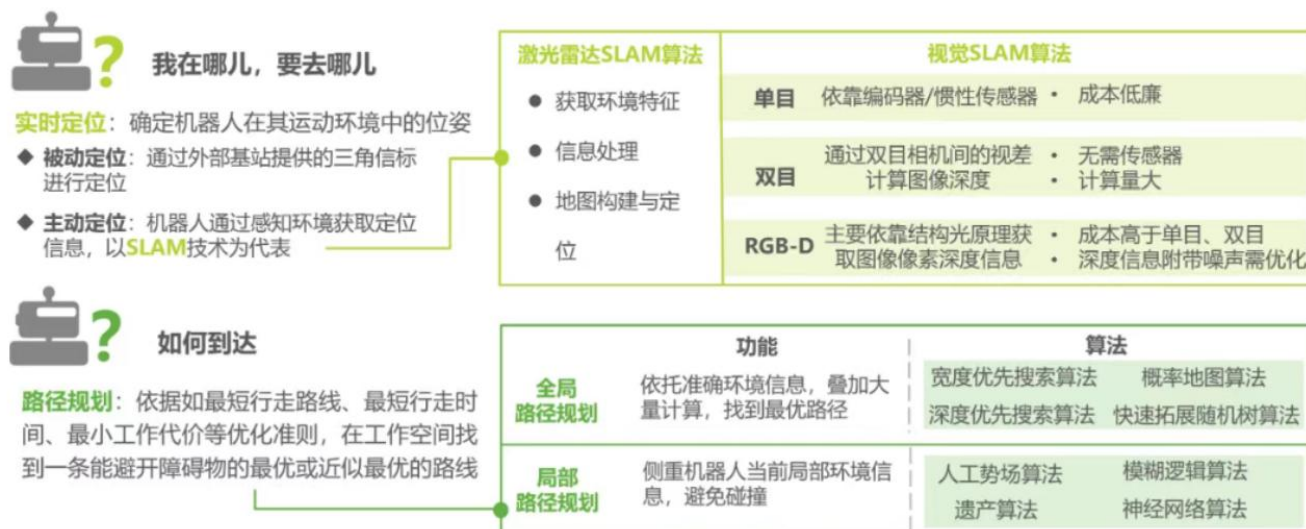 ?
我在哪儿，要去哪儿
实时定位：确定机器人在其运动环境中的位姿
◆ 被动定位：通过外部基站提供的三角信标
进行定位
◆ 主动定位：机器人通过感知环境获取定位
信息，以SLAM技术为代表
激光雷达SLAM算法
● 获取环境特征
● 信息处理
● 地图构建与定
位
视觉SLAM算法
单目 依靠编码器/惯性传感器 • 成本低廉
双目
通过双目相机间的视差 • 无需传感器
计算图像深度 • 计算量大
RGB-D
主要依靠结构光原理获 • 成本高于单目、双目
取图像像素深度信息 • 深度信息附带噪声需优化
?
如何到达
路径规划：依据如最短行走路线、最短行走时
间、最小工作代价等优化准则，在工作空间找
到一条能避开障碍物的最优或近似最优的路线
功能 算法
全局
路径规划
依托准确环境信息，叠加大
量计算，找到最优路径
宽度优先搜索算法 概率地图算法
深度优先搜索算法 快速拓展随机树算法
局部
路径规划
侧重机器人当前局部环境信
息，避免碰撞
人工势场算法 模糊逻辑算法
遗产算法 神经网络算法